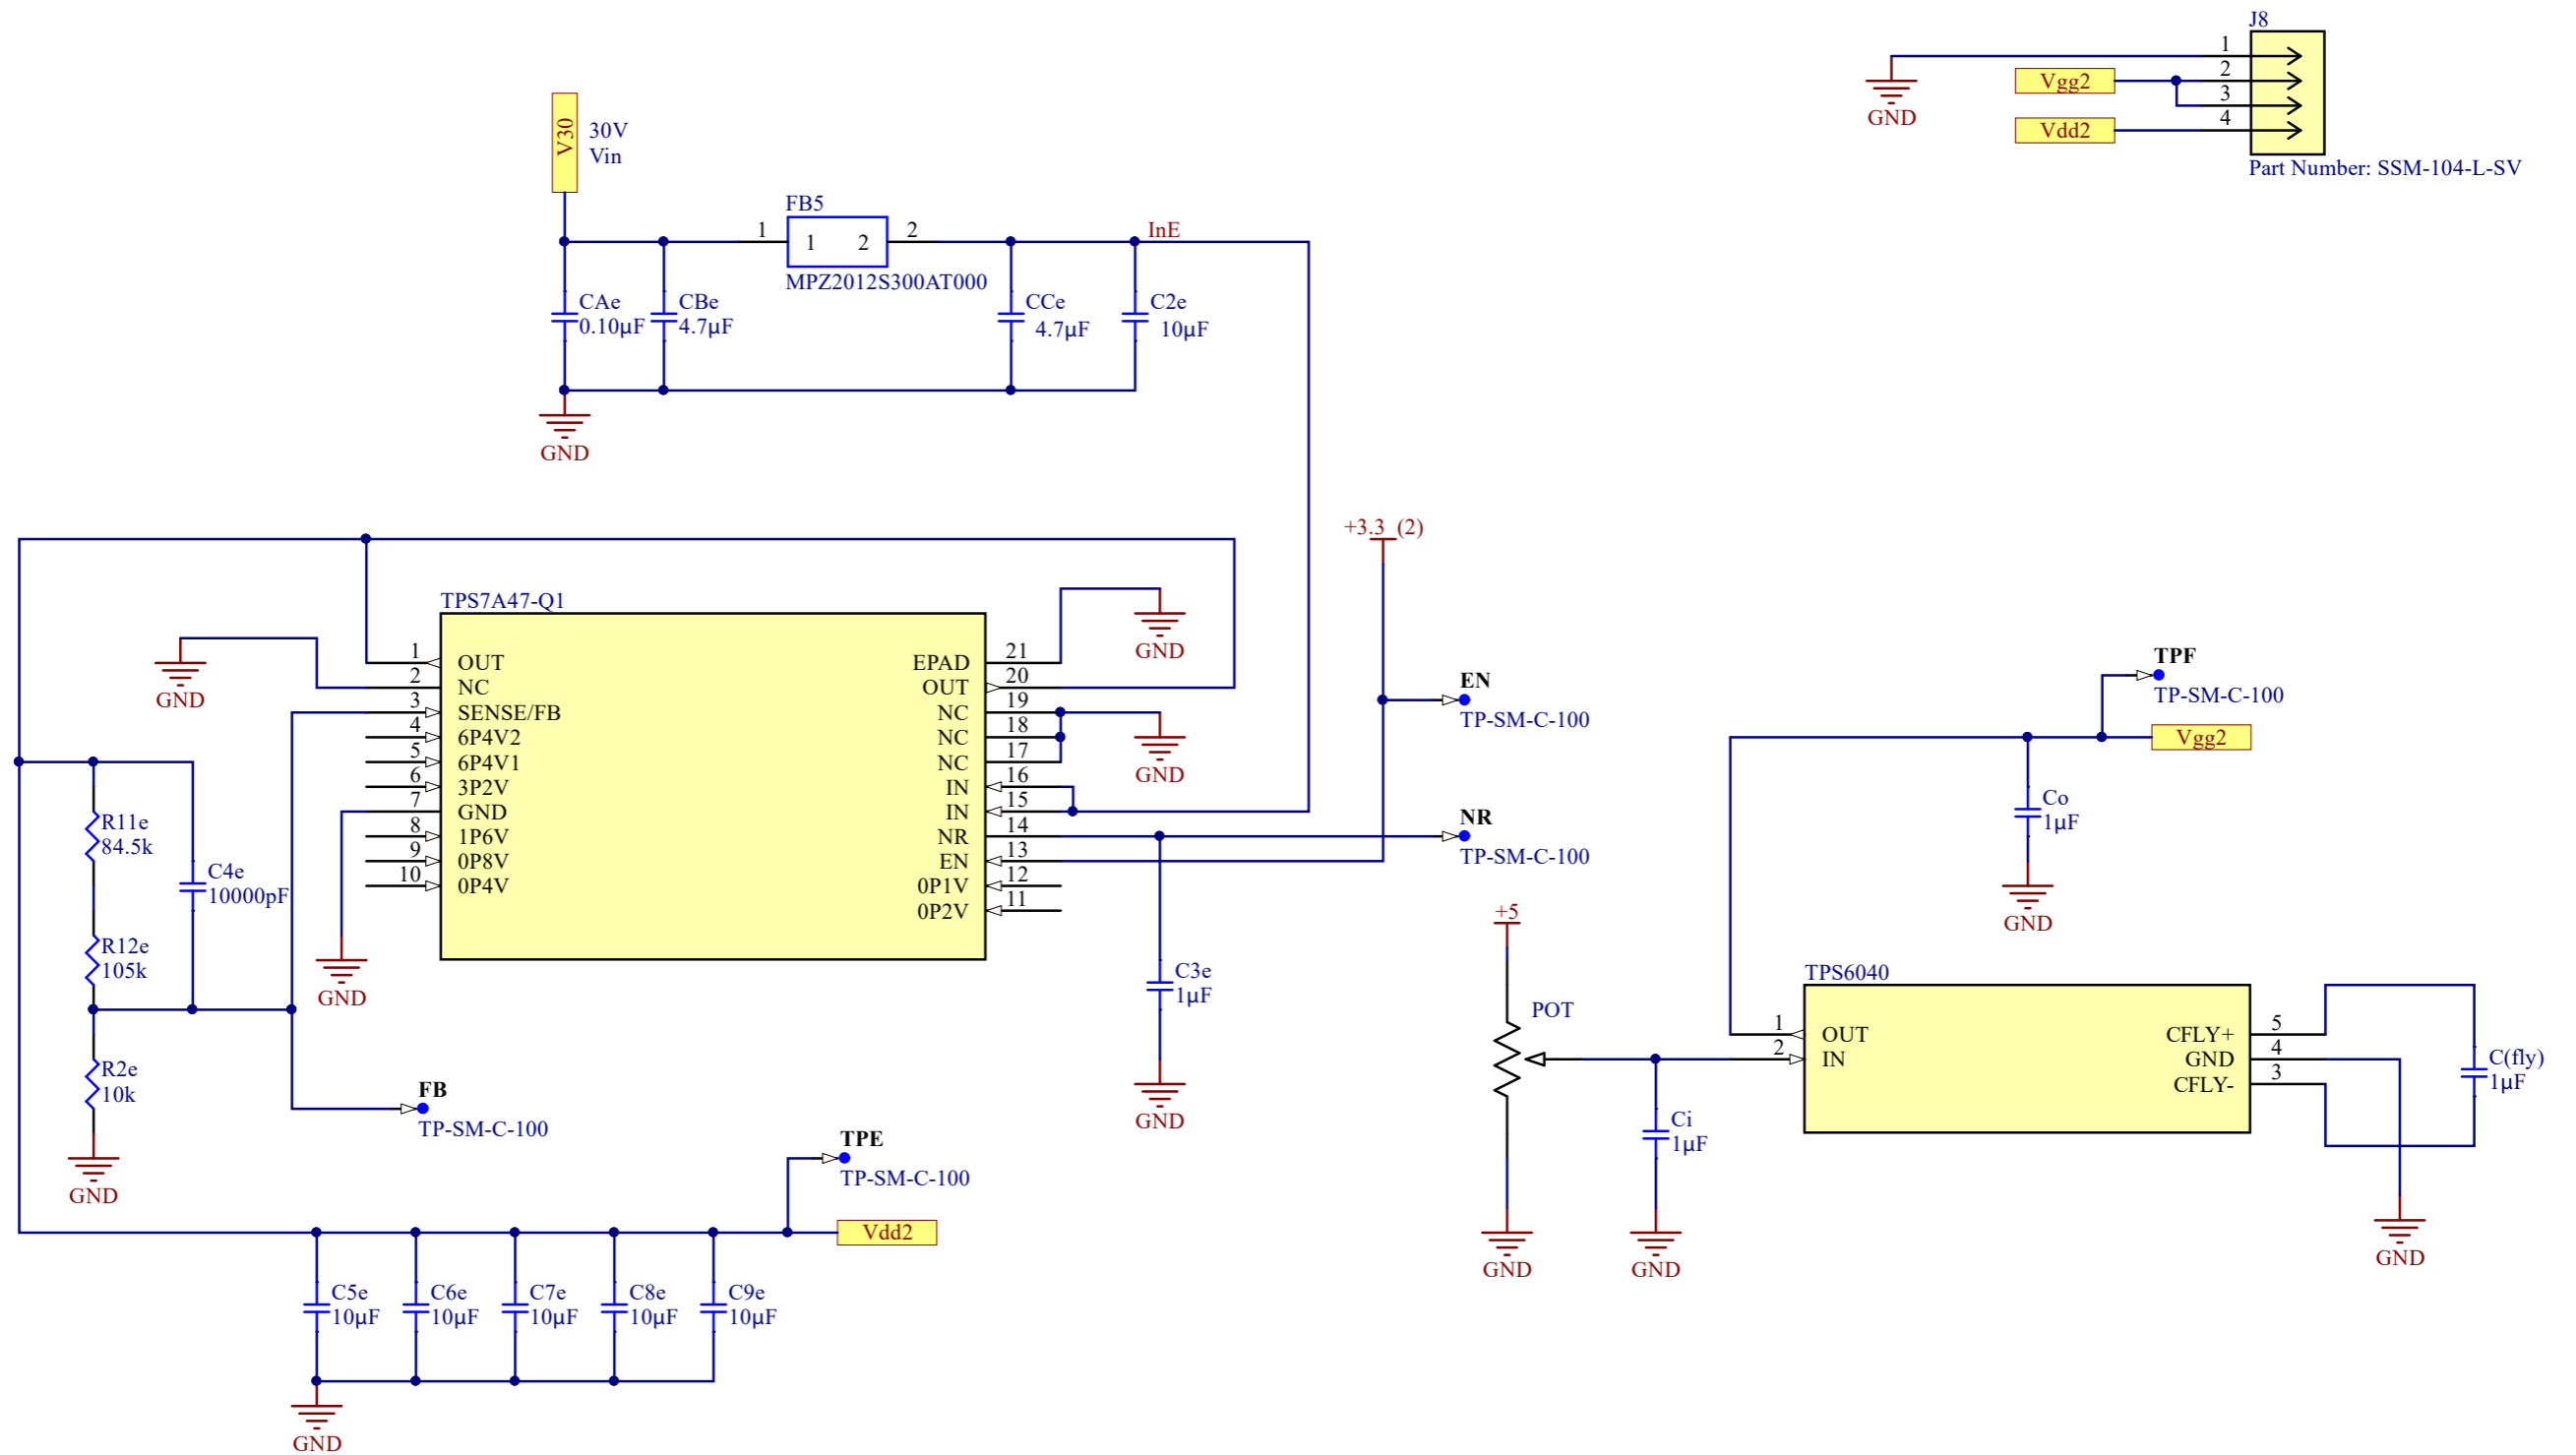 J8
1
2
3
4
GND
Vgg2
Vdd2
Part Number: SSM-104-L-SV
V30
30V
Vin
FB5
1
1
2
2
MPZ2012S300AT000
InE
CAe
0.10µF
CBe
4.7µF
CCe
4.7µF
C2e
10µF
GND
+3.3_(2)
TPS7A47-Q1
GND
GND
1 OUT
2 NC
3 SENSE/FB
4 6P4V2
5 6P4V1
6 3P2V
7 GND
8 1P6V
9 0P8V
10 0P4V
EPAD 21
OUT 20
NC 19
NC 18
NC 17
IN 16
IN 15
NR 14
EN 13
0P1V 12
0P2V 11
GND
EN
TP-SM-C-100
NR
TP-SM-C-100
TPF
TP-SM-C-100
Vgg2
Co
1µF
GND
R11e
84.5k
C4e
10000pF
R12e
105k
GND
R2e
10k
GND
FB
TP-SM-C-100
C3e
1µF
GND
+5
POT
GND
Ci
1µF
GND
TPS6040
1 OUT
2 IN
CFLY+ 5
GND 4
CFLY- 3
C(fly)
1µF
GND
TPE
TP-SM-C-100
Vdd2
C5e
10µF
C6e
10µF
C7e
10µF
C8e
10µF
C9e
10µF
GND